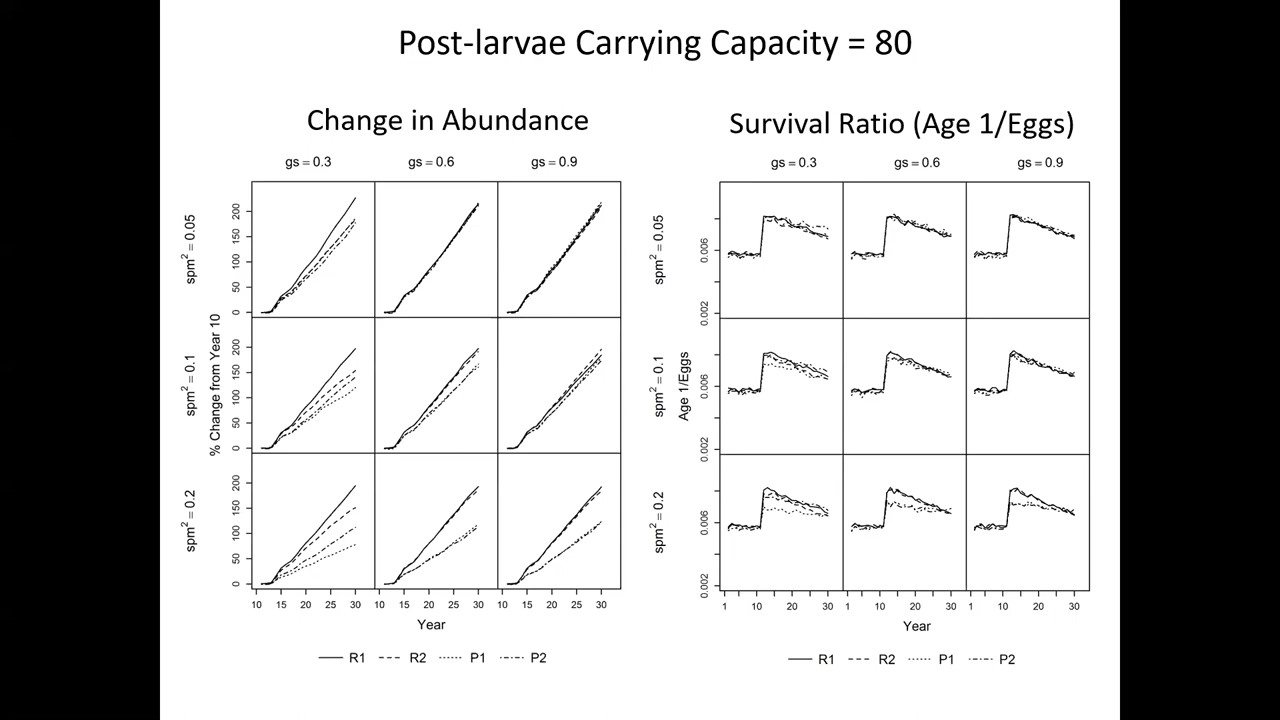 Post-larvae Carrying Capacity = 80
Change in Abundance
gs = 0.3 gs = 0.6 gs = 0.9
spm² = 0.05
spm² = 0.1
spm² = 0.2
% Change from Year 10
200
150
100
50
0
200
150
100
50
0
200
150
100
50
0
10 15 20 25 30 10 15 20 25 30 10 15 20 25 30
Year
R1 R2 P1 P2
Survival Ratio (Age 1/Eggs)
gs = 0.3 gs = 0.6 gs = 0.9
spm² = 0.05
spm² = 0.1
spm² = 0.2
Age 1/Eggs
0.006
0.002
0.006
0.002
0.006
0.002
1 10 20 30 1 10 20 30 1 10 20 30
Year
R1 R2 P1 P2